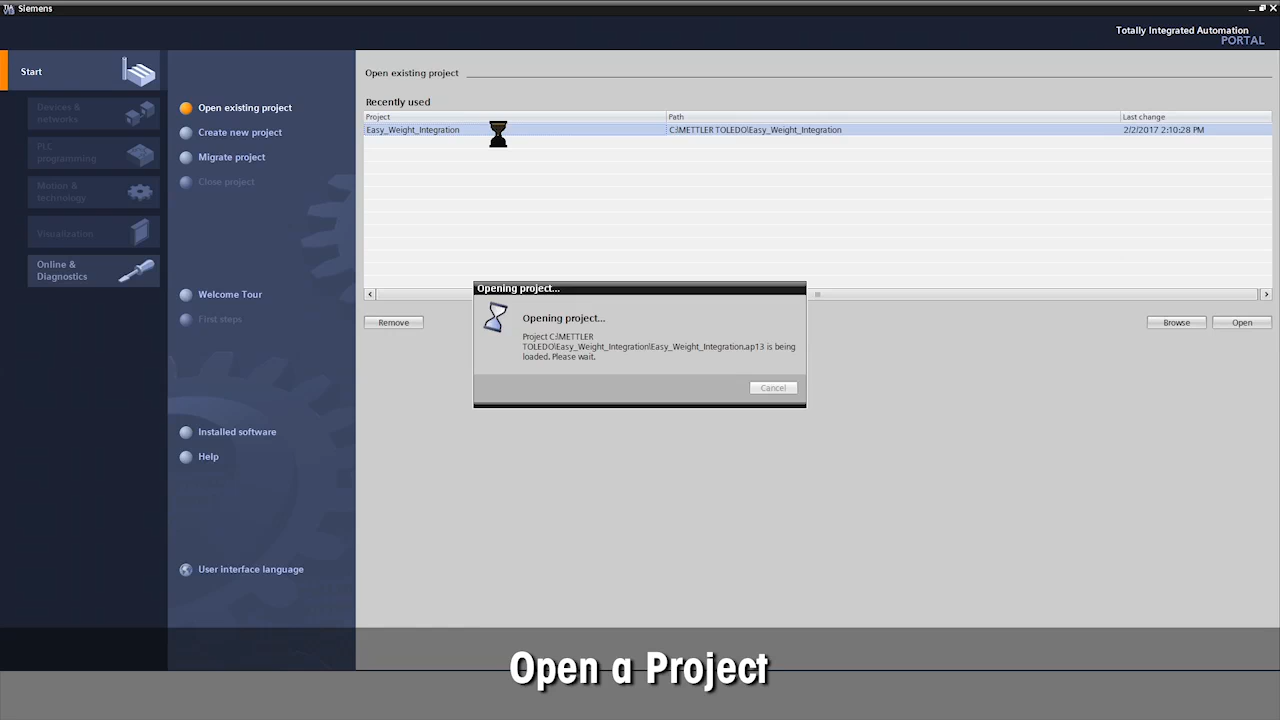 Siemens
Totally Integrated Automation
PORTAL
Start
Devices &
networks
PLC
programming
Motion &
technology
Visualization
Online &
Diagnostics
Open existing project
Create new project
Migrate project
Close project
Welcome Tour
First steps
Installed software
Help
User interface language
Open existing project
Recently used
Project Path Last change
Easy_Weight_Integration C:\METTLER TOLEDO\Easy_Weight_Integration 2/2/2017 2:10:28 PM
Remove Browse Open
Opening project...
Opening project...
Project C:\METTLER
TOLEDO\Easy_Weight_Integration\Easy_Weight_Integration.ap13 is being
loaded. Please wait.
Cancel
Open a Project